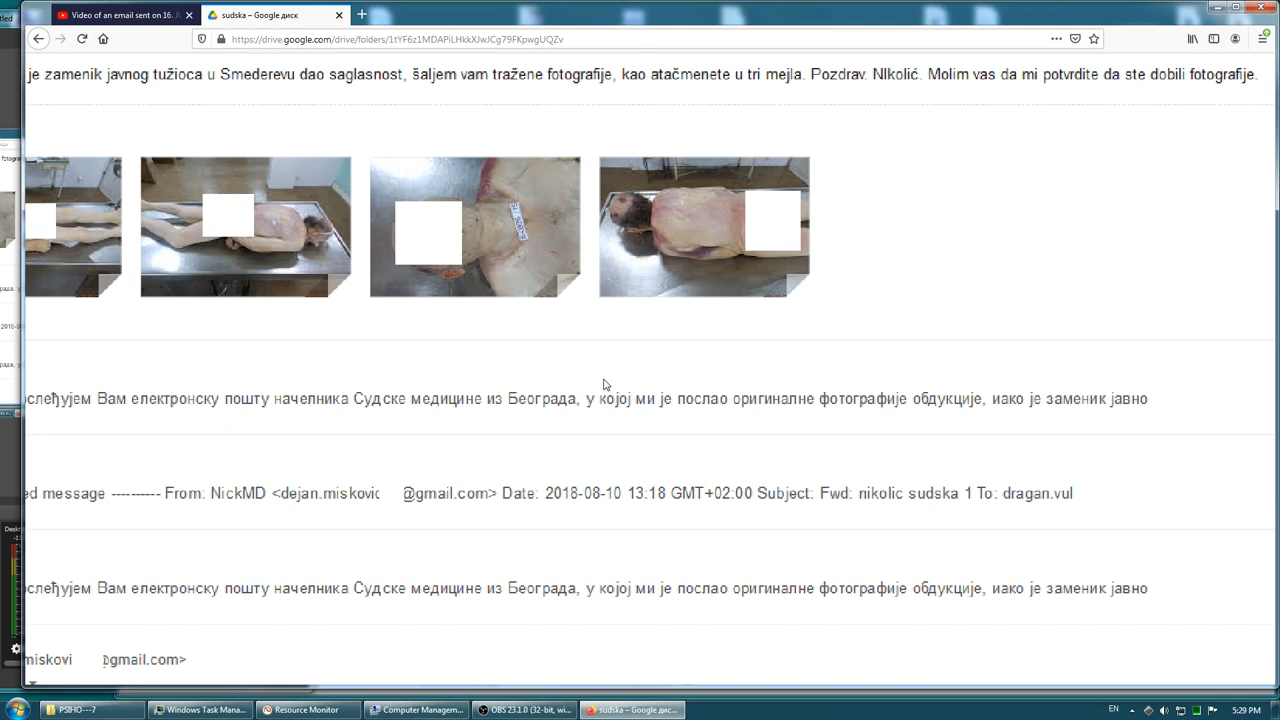 Video of an email sent on 16. J
sudska – Google диск
https://drive.google.com/drive/folders/1tYF6z1MDAPiLHkkXJwJCg79FKpwgUQZv
je zamenik javnog tužioca u Smederevu dao saglasnost, šaljem vam tražene fotografije, kao atačmenete u tri mejla. Pozdrav. NIkolić. Molim vas da mi potvrdite da ste dobili fotografije.
слеђујем Вам електронску пошту начелника Судске медицине из Београда, у којој ми је послао оригиналне фотографије обдукције, иако је заменик јавно
ed message ---------- From: NickMD <dejan.miskovic @gmail.com> Date: 2018-08-10 13:18 GMT+02:00 Subject: Fwd: nikolic sudska 1 To: dragan.vul
слеђујем Вам електронску пошту начелника Судске медицине из Београда, у којој ми је послао оригиналне фотографије обдукције, иако је заменик јавно
miskovi @gmail.com>
PSIHO---7
Windows Task Mana...
Resource Monitor
Computer Managem...
OBS 23.1.0 (32-bit, wi...
sudska – Google дис...
EN
5:29 PM